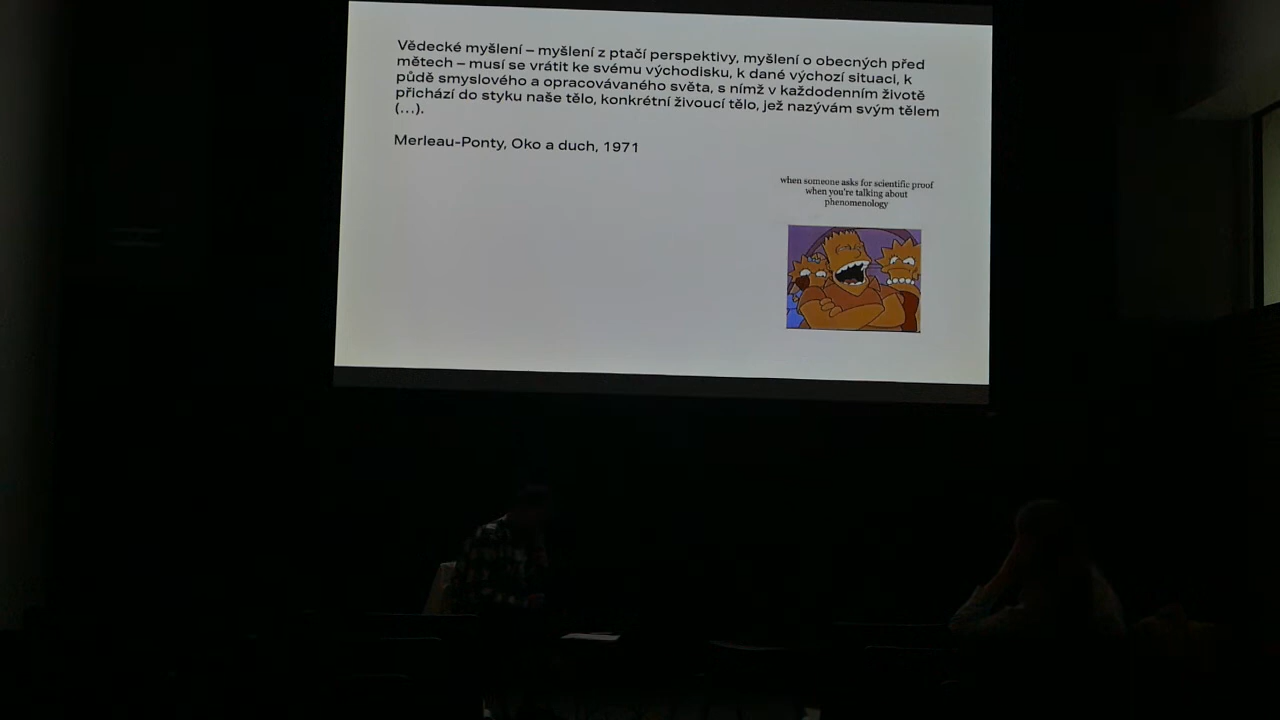 Vědecké myšlení – myšlení z ptačí perspektivy, myšlení o obecných před
mětech – musí se vrátit ke svému východisku, k dané výchozí situaci, k
půdě smyslového a opracovávaného světa, s nímž v každodenním životě
přichází do styku naše tělo, konkrétní živoucí tělo, jež nazývám svým tělem
(...).
Merleau-Ponty, Oko a duch, 1971
when someone asks for scientific proof
when you're talking about
phenomenology